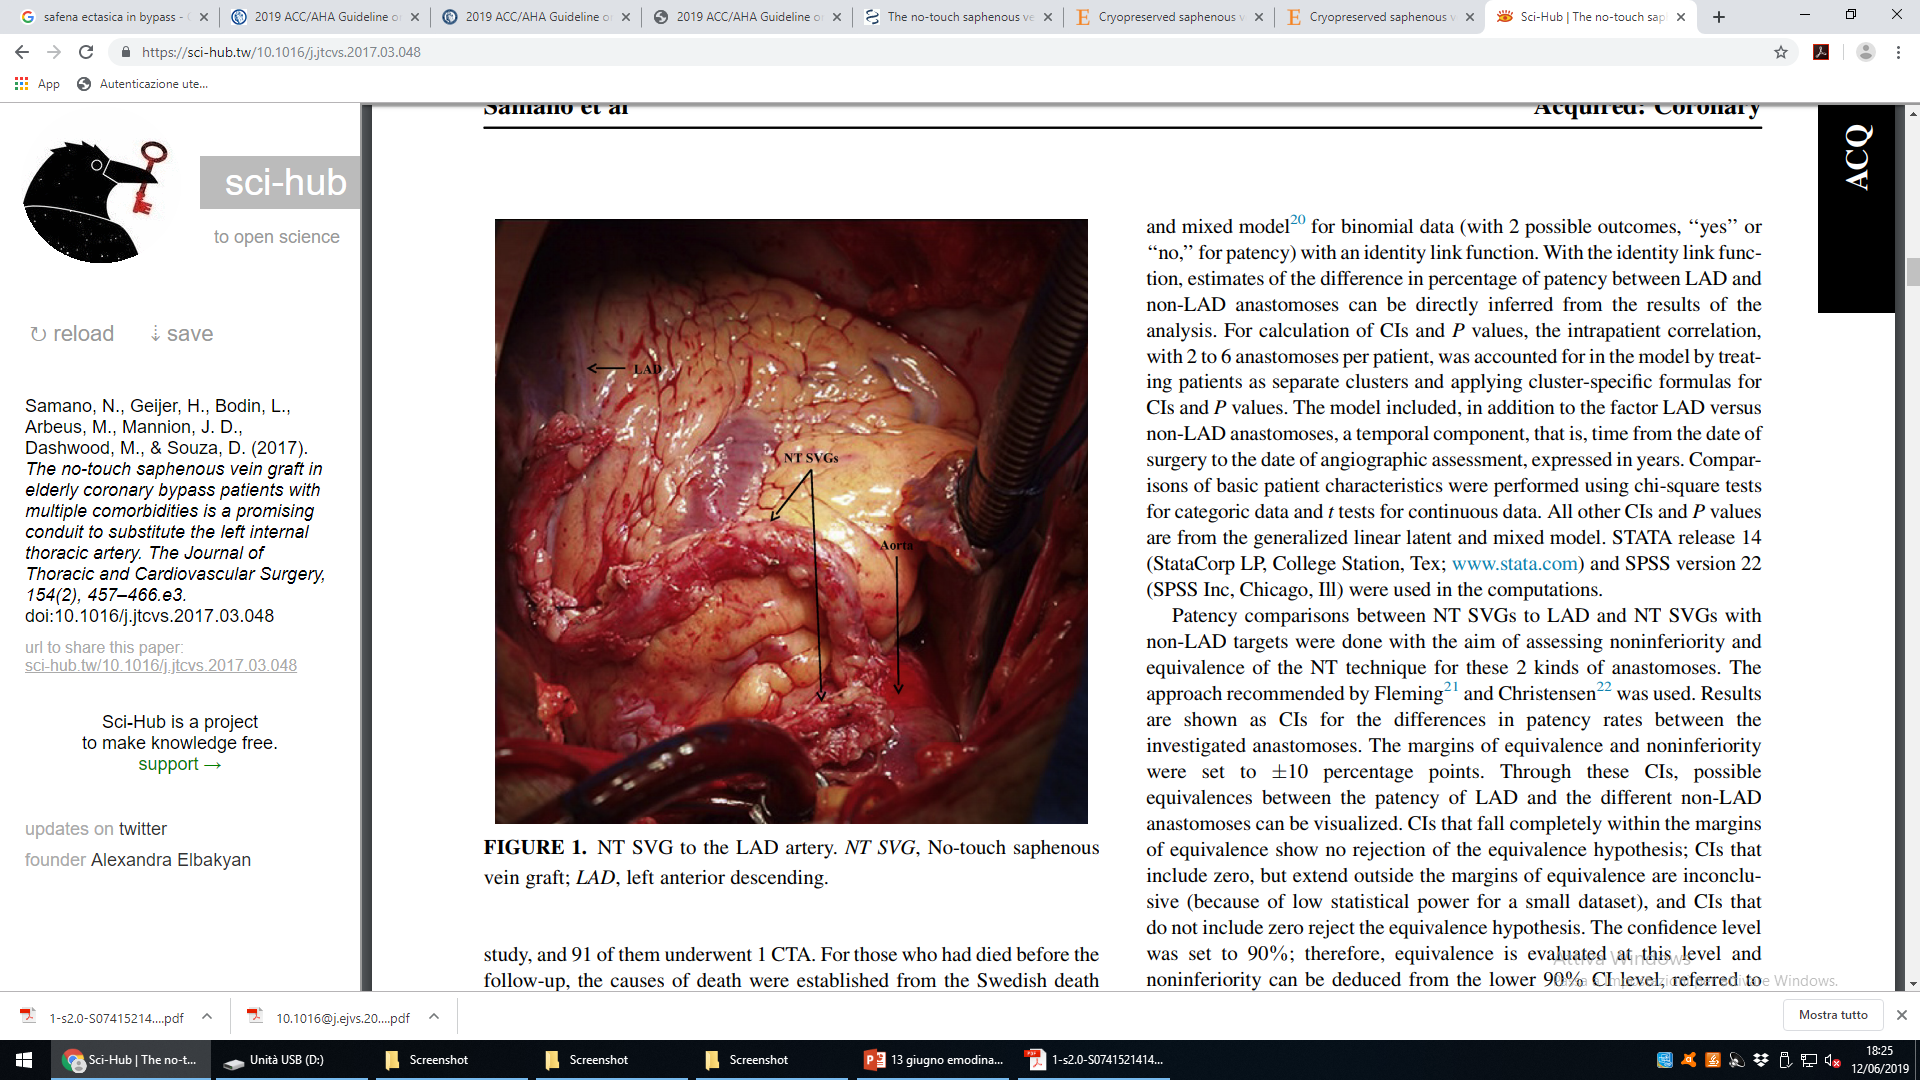 safena ectasica in bypass -
2019 ACC/AHA Guideline o
2019 ACC/AHA Guideline o
2019 ACC/AHA Guideline o
The no-touch saphenous ve
Cryopreserved saphenous v
Cryopreserved saphenous v
Sci-Hub | The no-touch sap
https://sci-hub.tw/10.1016/j.jtcvs.2017.03.048
App
Autenticazione ute...
sci-hub
to open science
reload
save
Samano, N., Geijer, H., Bodin, L.,
Arbeus, M., Mannion, J. D.,
Dashwood, M., & Souza, D. (2017).
The no-touch saphenous vein graft in
elderly coronary bypass patients with
multiple comorbidities is a promising
conduit to substitute the left internal
thoracic artery. The Journal of
Thoracic and Cardiovascular Surgery,
154(2), 457–466.e3.
doi:10.1016/j.jtcvs.2017.03.048
url to share this paper:
sci-hub.tw/10.1016/j.jtcvs.2017.03.048
Sci-Hub is a project
to make knowledge free.
support →
updates on twitter
founder Alexandra Elbakyan
Samano et al
Acquired: Coronary
ACQ
LAD
NT SVGs
Aorta
FIGURE 1. NT SVG to the LAD artery. NT SVG, No-touch saphenous
vein graft; LAD, left anterior descending.
study, and 91 of them underwent 1 CTA. For those who had died before the
follow-up, the causes of death were established from the Swedish death
and mixed model20 for binomial data (with 2 possible outcomes, ‘‘yes’’ or
‘‘no,’’ for patency) with an identity link function. With the identity link func-
tion, estimates of the difference in percentage of patency between LAD and
non-LAD anastomoses can be directly inferred from the results of the
analysis. For calculation of CIs and P values, the intrapatient correlation,
with 2 to 6 anastomoses per patient, was accounted for in the model by treat-
ing patients as separate clusters and applying cluster-specific formulas for
CIs and P values. The model included, in addition to the factor LAD versus
non-LAD anastomoses, a temporal component, that is, time from the date of
surgery to the date of angiographic assessment, expressed in years. Compar-
isons of basic patient characteristics were performed using chi-square tests
for categoric data and t tests for continuous data. All other CIs and P values
are from the generalized linear latent and mixed model. STATA release 14
(StataCorp LP, College Station, Tex; www.stata.com) and SPSS version 22
(SPSS Inc, Chicago, Ill) were used in the computations.
Patency comparisons between NT SVGs to LAD and NT SVGs with
non-LAD targets were done with the aim of assessing noninferiority and
equivalence of the NT technique for these 2 kinds of anastomoses. The
approach recommended by Fleming21 and Christensen22 was used. Results
are shown as CIs for the differences in patency rates between the
investigated anastomoses. The margins of equivalence and noninferiority
were set to ±10 percentage points. Through these CIs, possible
equivalences between the patency of LAD and the different non-LAD
anastomoses can be visualized. CIs that fall completely within the margins
of equivalence show no rejection of the equivalence hypothesis; CIs that
include zero, but extend outside the margins of equivalence are inconclu-
sive (because of low statistical power for a small dataset), and CIs that
do not include zero reject the equivalence hypothesis. The confidence level
was set to 90%; therefore, equivalence is evaluated at this level and
noninferiority can be deduced from the lower 90% CI level, referred to
Attiva Windows
Windows.
1-s2.0-S07415214....pdf
10.1016@j.ejvs.20....pdf
Mostra tutto
Sci-Hub | The no-t...
Unità USB (D:)
Screenshot
Screenshot
Screenshot
13 giugno emodina...
1-s2.0-S0741521414...
18:25
12/06/2019